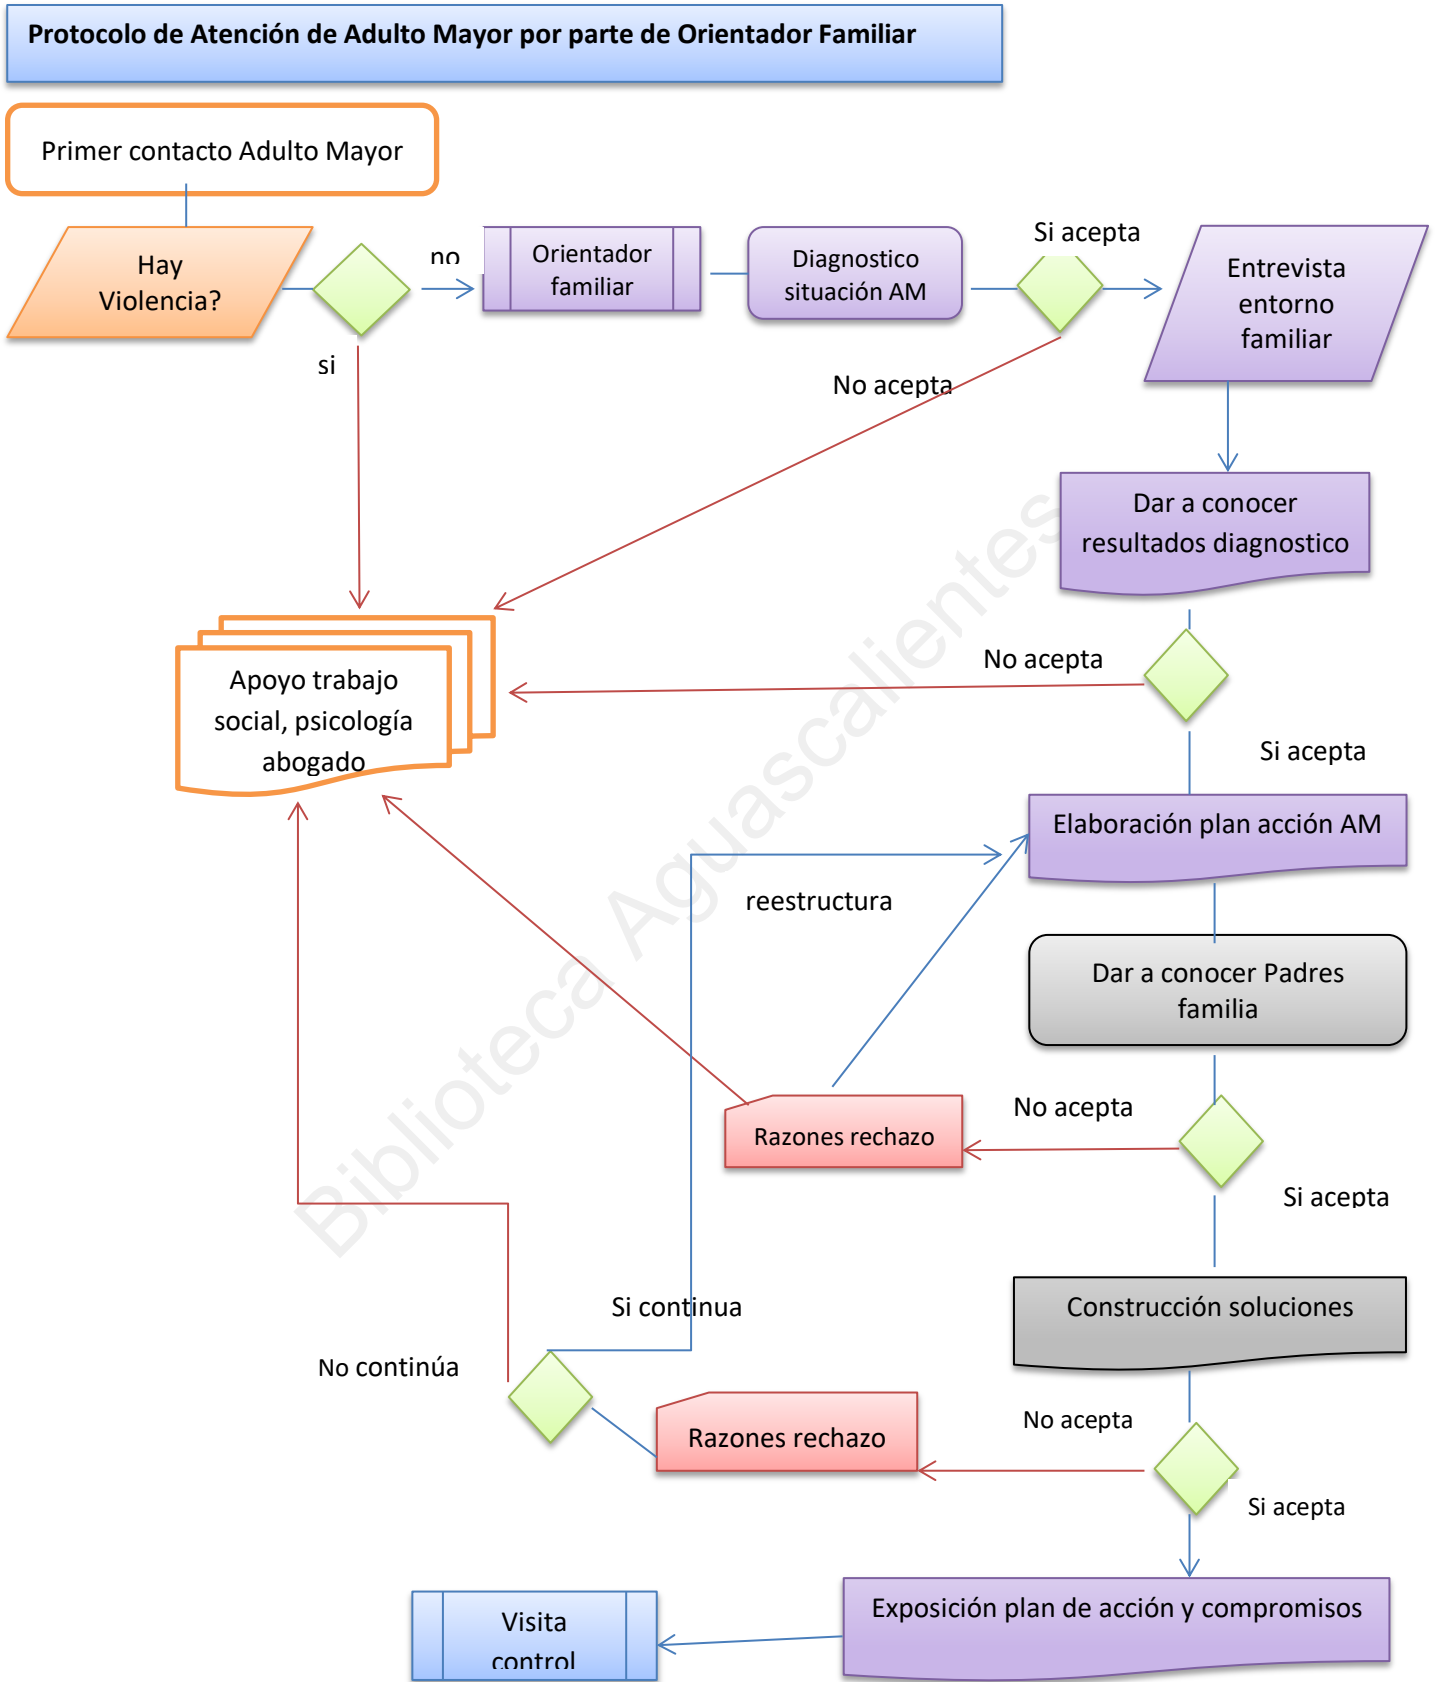 Protocolo de Atención de Adulto Mayor por parte de Orientador Familiar
Primer contacto Adulto Mayor
Hay
Violencia?
no
si
Orientador
familiar
Diagnostico
situación AM
Si acepta
No acepta
Entrevista
entorno
familiar
Dar a conocer
resultados diagnostico
No acepta
Si acepta
Apoyo trabajo
social, psicología
abogado
Elaboración plan acción AM
reestructura
Dar a conocer Padres
familia
No acepta
Razones rechazo
Si acepta
Construcción soluciones
Si continua
No continúa
Razones rechazo
No acepta
Si acepta
Exposición plan de acción y compromisos
Visita
control
Biblioteca Aguascalientes